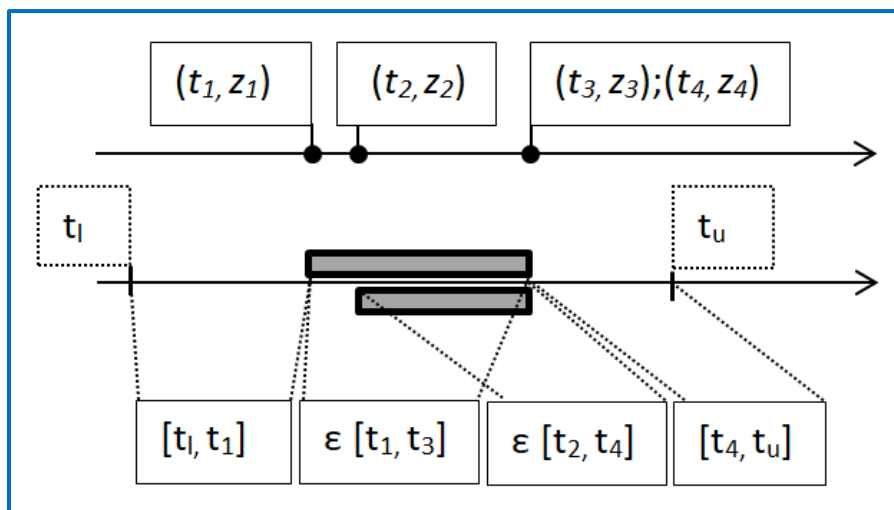 (t₁, z₁) (t₂, z₂) (t₃, z₃);(t₄, z₄)
tₗ tᵤ
[tₗ, t₁] ε [t₁, t₃] ε [t₂, t₄] [t₄, tᵤ]